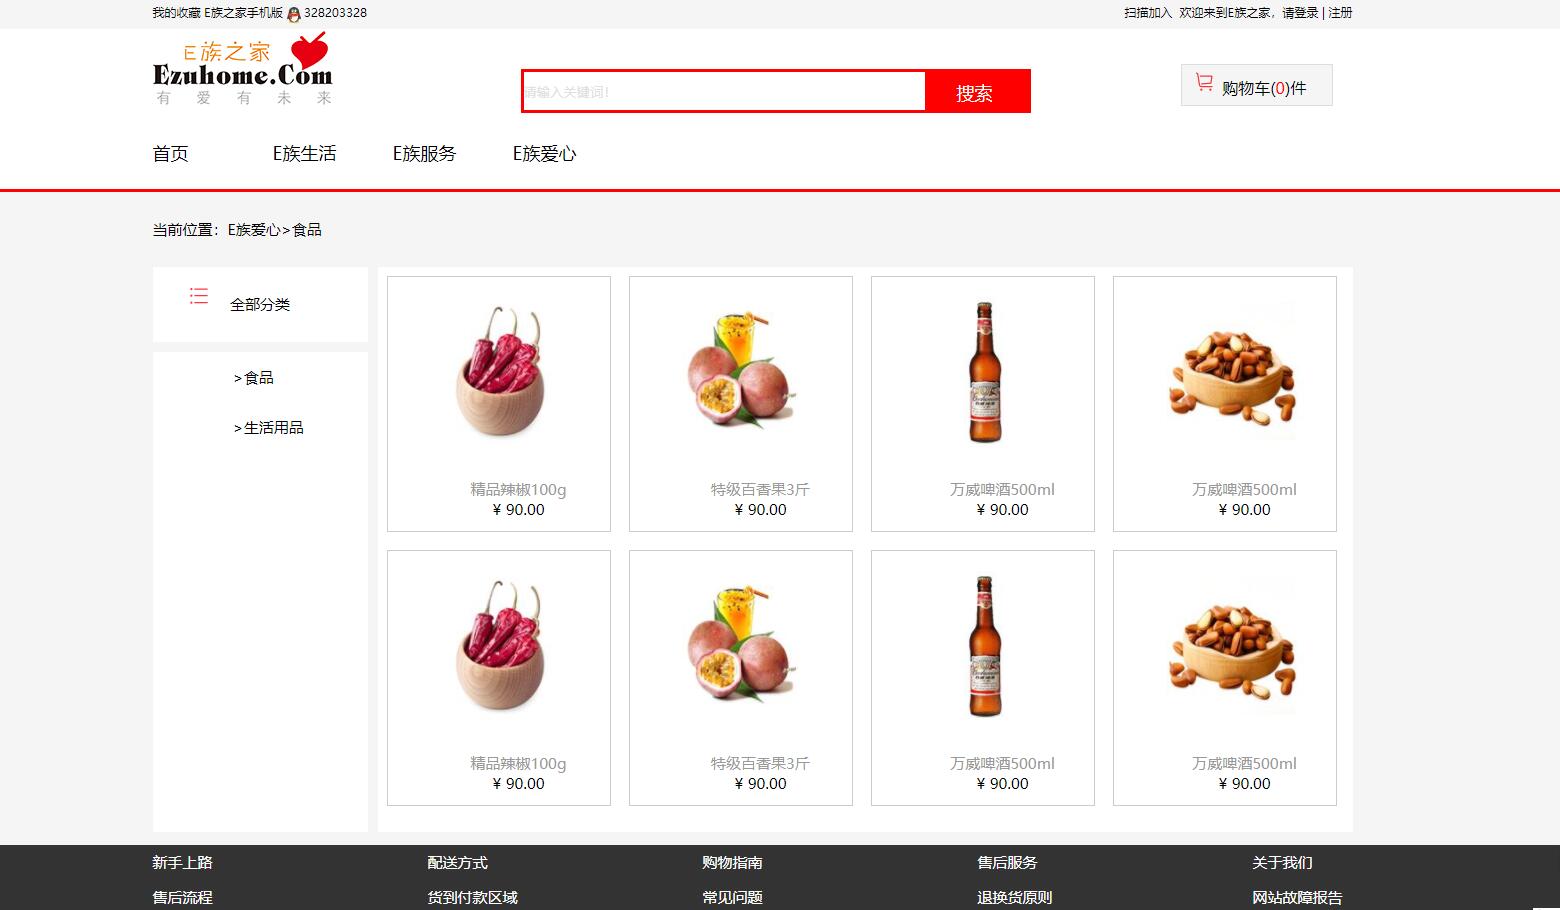 我的收藏 E族之家手机版 328203328
扫描加入 欢迎来到E族之家，请登录 | 注册
E族之家
Ezuhome.Com
有爱有未来
请输入关键词！
搜索
购物车(0)件
首页 E族生活 E族服务 E族爱心
当前位置：E族爱心>食品
全部分类
>食品
>生活用品
精品辣椒100g
¥ 90.00
特级百香果3斤
¥ 90.00
万威啤酒500ml
¥ 90.00
万威啤酒500ml
¥ 90.00
精品辣椒100g
¥ 90.00
特级百香果3斤
¥ 90.00
万威啤酒500ml
¥ 90.00
万威啤酒500ml
¥ 90.00
新手上路 配送方式 购物指南 售后服务 关于我们
售后流程 货到付款区域 常见问题 退换货原则 网站故障报告